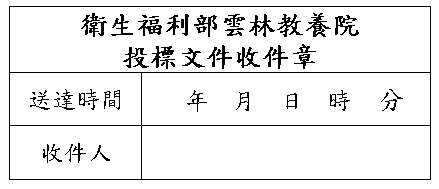 衛生福利部雲林教養院
投標文件收件章
送達時間 年 月 日 時 分
收件人